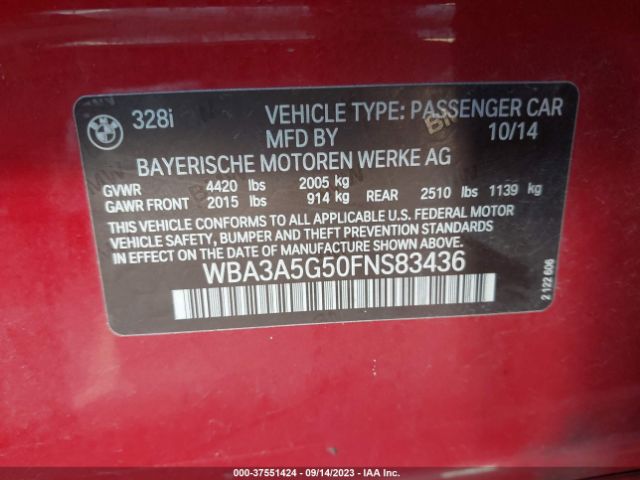 BMW
328i VEHICLE TYPE: PASSENGER CAR
MFD BY 10/14
BAYERISCHE MOTOREN WERKE AG
GVWR 4420 lbs 2005 kg
GAWR FRONT 2015 lbs 914 kg REAR 2510 lbs 1139 kg
THIS VEHICLE CONFORMS TO ALL APPLICABLE U.S. FEDERAL MOTOR
VEHICLE SAFETY, BUMPER AND THEFT PREVENTION STANDARDS
IN EFFECT ON THE DATE OF MANUFACTURE SHOWN ABOVE.
WBA3A5G50FNS83436
2 122 606
000-37551424 - 09/14/2023 - IAA Inc.